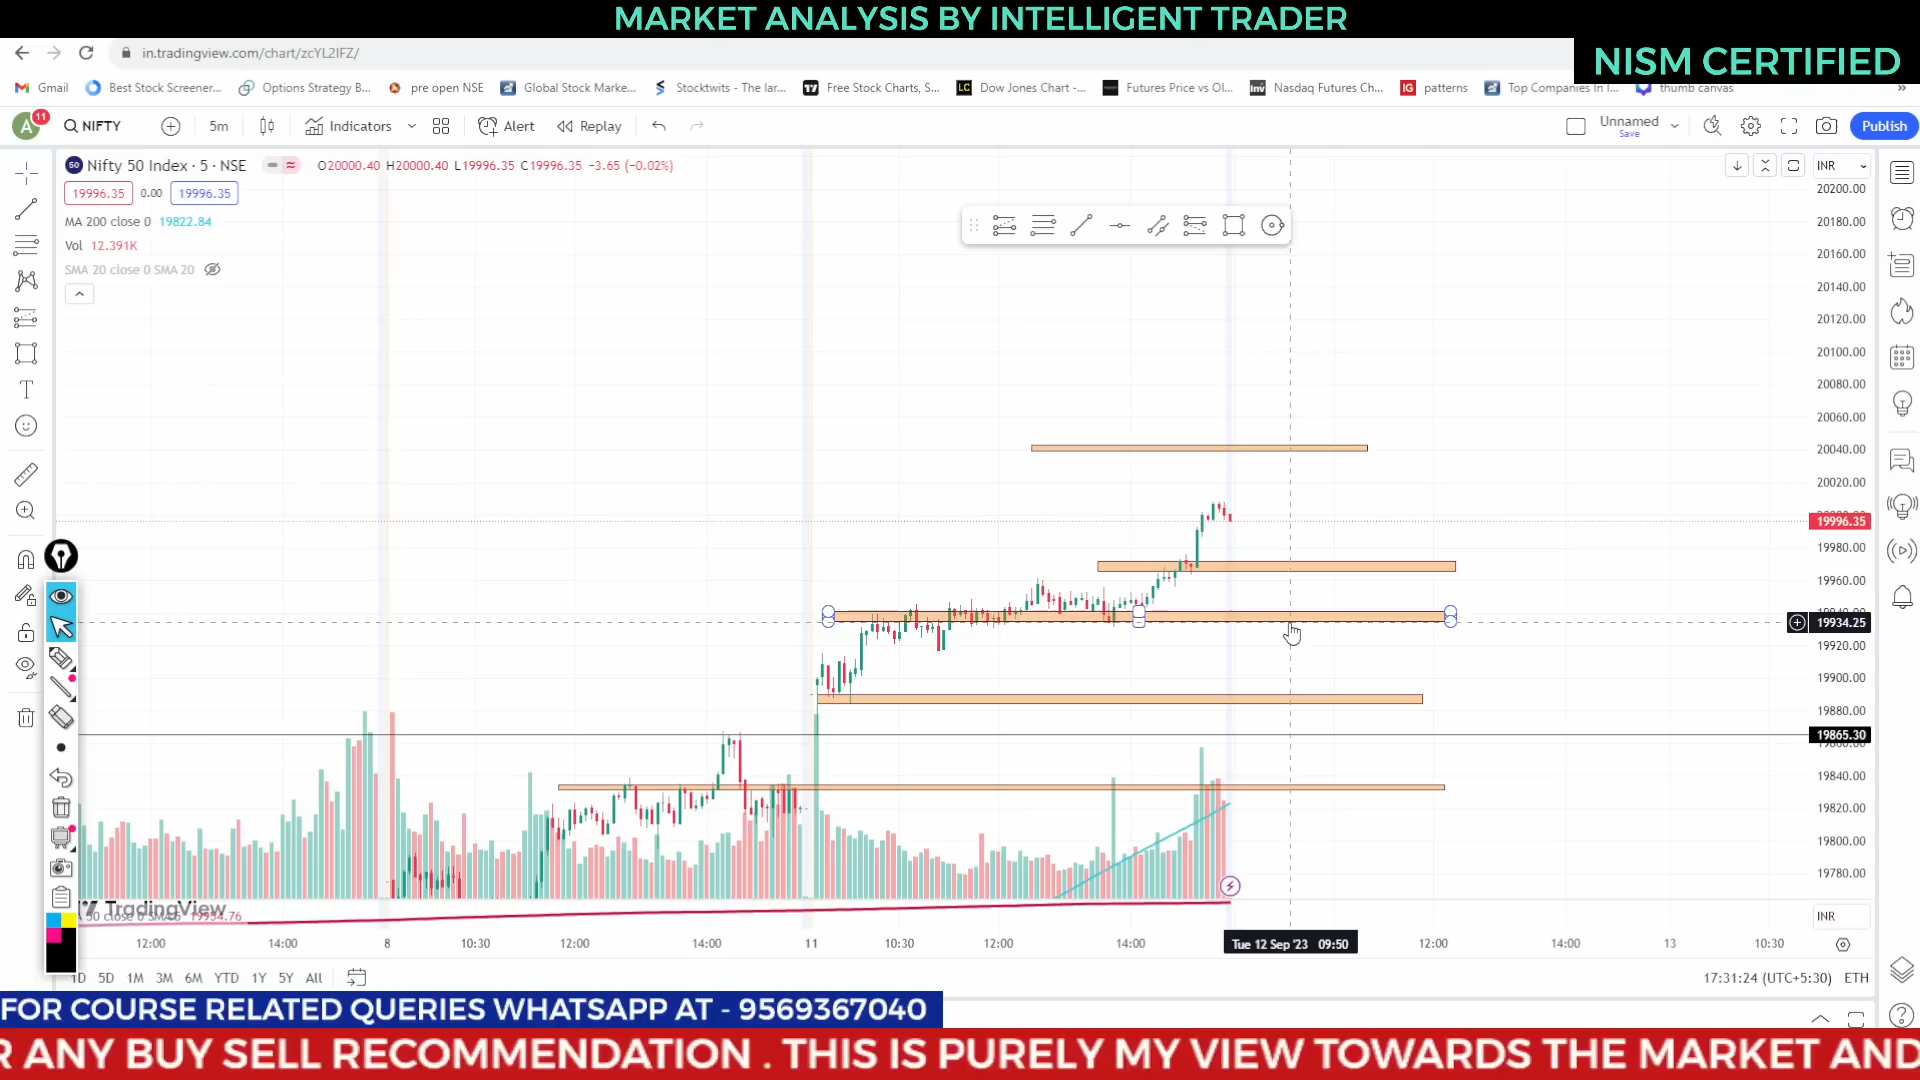 MARKET ANALYSIS BY INTELLIGENT TRADER
in.tradingview.com/chart/zcYL2IFZ/
NISM CERTIFIED
Gmail
Best Stock Screener...
Options Strategy B...
pre open NSE
Global Stock Marke...
Stocktwits - The lar...
Free Stock Charts, S...
Dow Jones Chart -...
Futures Price vs Ol...
Nasdaq Futures Ch...
patterns
Top Companies In I...
thumb canvas
A
11
NIFTY
5m
Indicators
Alert
Replay
Unnamed
Save
Publish
Nifty 50 Index · 5 · NSE
O20000.40 H20000.40 L19996.35 C19996.35 −3.65 (−0.02%)
INR
19996.35
0.00
19996.35
MA 200 close 0 19822.84
Vol 12.391K
SMA 20 close 0 SMA 20
20200.00
20180.00
20160.00
20140.00
20120.00
20100.00
20080.00
20060.00
20040.00
20020.00
19996.35
19980.00
19960.00
19934.25
19920.00
19900.00
19880.00
19865.30
19840.00
19820.00
19800.00
19780.00
TradingView
INR
12:00
14:00
8
10:30
12:00
14:00
11
10:30
12:00
14:00
Tue 12 Sep '23 09:50
12:00
14:00
13
10:30
5D
1M
3M
6M
YTD
1Y
5Y
All
17:31:24 (UTC+5:30)
ETH
FOR COURSE RELATED QUERIES WHATSAPP AT - 9569367040
R ANY BUY SELL RECOMMENDATION . THIS IS PURELY MY VIEW TOWARDS THE MARKET AND